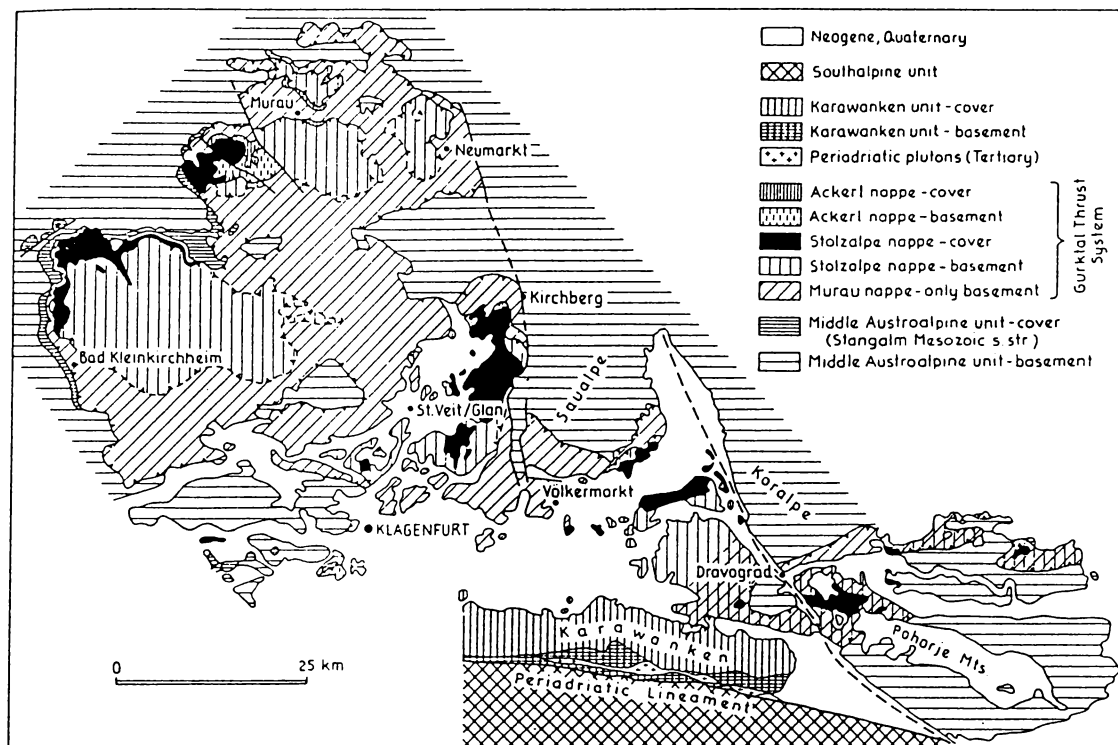 Neogene, Quaternary
Southalpine unit
Karawanken unit-cover
Karawanken unit-basement
Periadriatic plutons (Tertiary)
Ackerl nappe-cover
Ackerl nappe-basement
Stolzalpe nappe-cover
Stolzalpe nappe-basement
Murau nappe-only basement
Gurktal Thrust
System
Middle Austroalpine unit-cover
(Stangalm Mesozoic s. str)
Middle Austroalpine unit-basement
Murau
Neumarkt
Kirchberg
Bad Kleinkirchheim
St. Veit/Glan
Saualpe
Völkermarkt
KLAGENFURT
Koralpe
Dravograd
Karawanken
Pohorje Mts.
Periadriatic Lineament
0
25 km